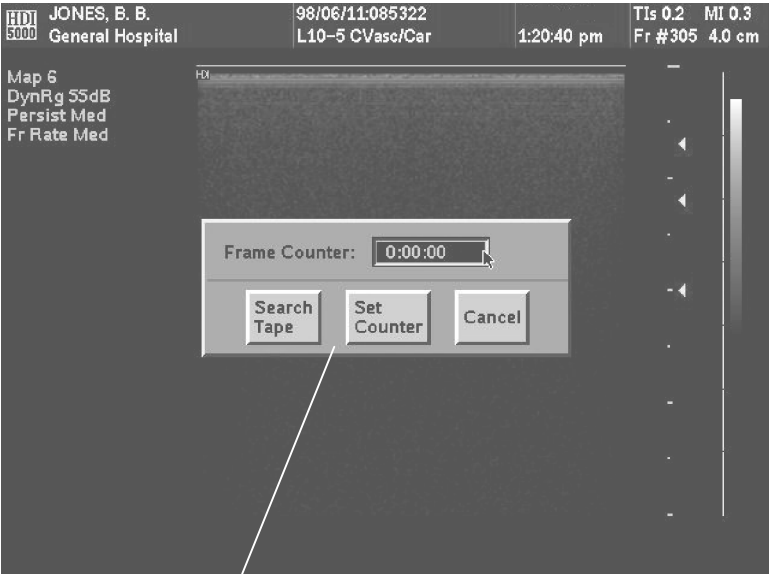 HDI 5000
JONES, B. B.
General Hospital
98/06/11:085322
L10-5 CVasc/Car
1:20:40 pm
TIs 0.2 MI 0.3
Fr #305 4.0 cm
Map 6
DynRg 55dB
Persist Med
Fr Rate Med
HDI
Frame Counter: 0:00:00
Search
Tape
Set
Counter
Cancel